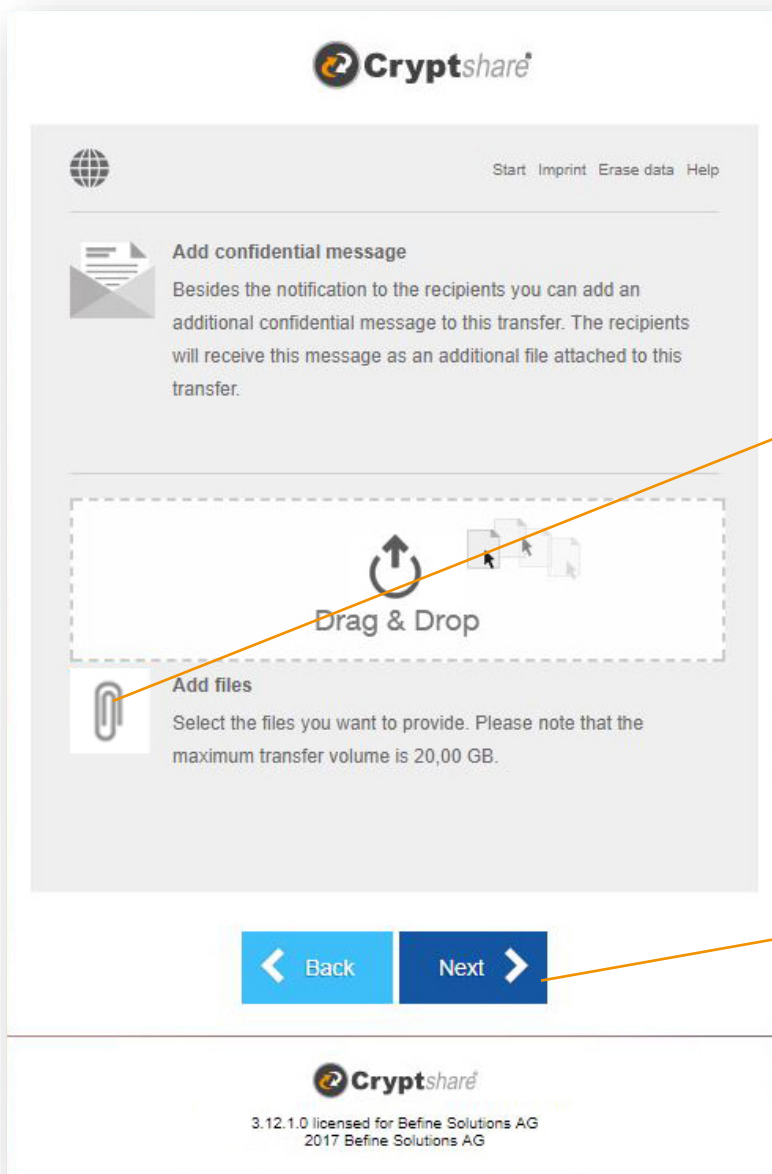 Cryptshare®
Start Imprint Erase data Help
Add confidential message
Besides the notification to the recipients you can add an
additional confidential message to this transfer. The recipients
will receive this message as an additional file attached to this
transfer.
Drag & Drop
Add files
Select the files you want to provide. Please note that the
maximum transfer volume is 20,00 GB.
Back Next
Cryptshare®
3.12.1.0 licensed for Befine Solutions AG
2017 Befine Solutions AG